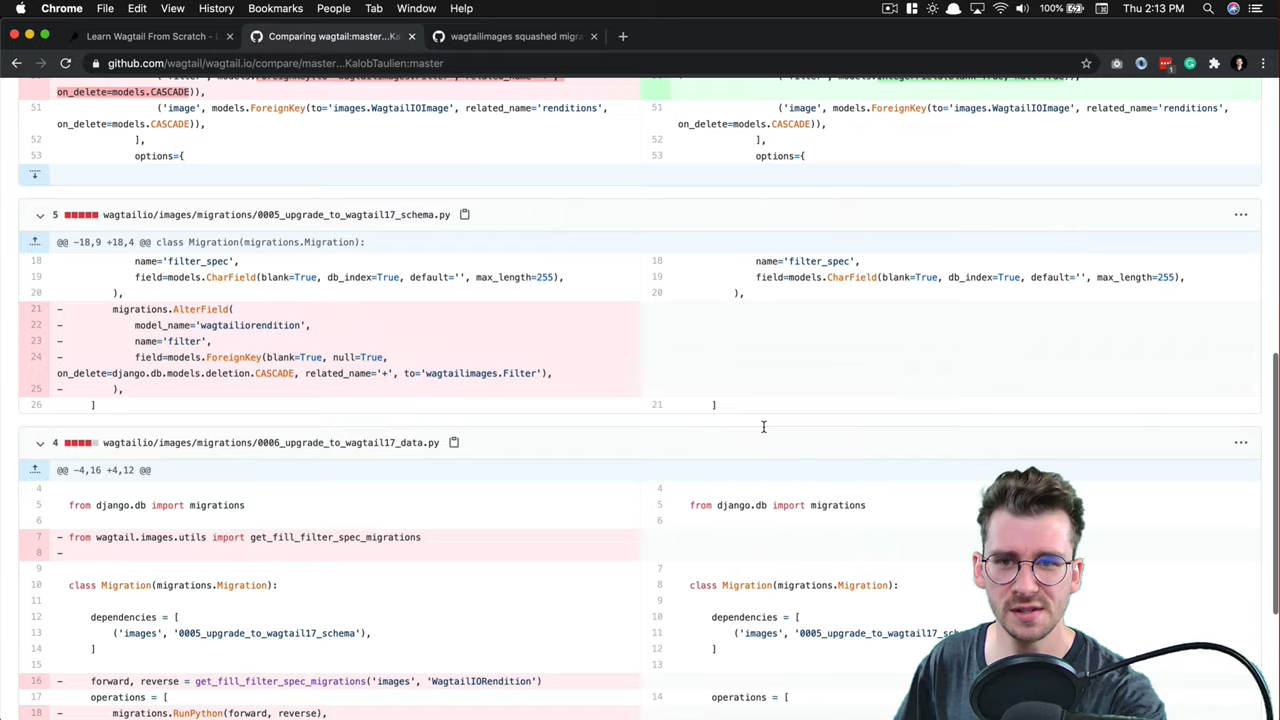 Chrome File Edit View History Bookmarks People Tab Window Help 100% Thu 2:13 PM
Learn Wagtail From Scratch - L × Comparing wagtail:master...Ka × wagtailimages squashed migra ×
github.com/wagtail/wagtail.io/compare/master...KalobTaulien:master
on_delete=models.CASCADE)),
51 ('image', models.ForeignKey(to='images.WagtailIOImage', related_name='renditions', 51 ('image', models.ForeignKey(to='images.WagtailIOImage', related_name='renditions',
on_delete=models.CASCADE)), on_delete=models.CASCADE)),
52 ], 52 ],
53 options={ 53 options={
5 wagtailio/images/migrations/0005_upgrade_to_wagtail17_schema.py
@@ -18,9 +18,4 @@ class Migration(migrations.Migration):
18 name='filter_spec', 18 name='filter_spec',
19 field=models.CharField(blank=True, db_index=True, default='', max_length=255), 19 field=models.CharField(blank=True, db_index=True, default='', max_length=255),
20 ), 20 ),
21 - migrations.AlterField(
22 - model_name='wagtailiorendition',
23 - name='filter',
24 - field=models.ForeignKey(blank=True, null=True,
on_delete=django.db.models.deletion.CASCADE, related_name='+', to='wagtailimages.Filter'),
25 - ),
26 ] 21 ]
4 wagtailio/images/migrations/0006_upgrade_to_wagtail17_data.py
@@ -4,16 +4,12 @@
4 4
5 from django.db import migrations 5 from django.db import migrations
6 6
7 - from wagtail.images.utils import get_fill_filter_spec_migrations
8 -
9 7
10 class Migration(migrations.Migration): 8 class Migration(migrations.Migration):
11 9
12 dependencies = [ 10 dependencies = [
13 ('images', '0005_upgrade_to_wagtail17_schema'), 11 ('images', '0005_upgrade_to_wagtail17_sche
14 ] 12 ]
15 13
16 - forward, reverse = get_fill_filter_spec_migrations('images', 'WagtailIORendition')
17 operations = [ 14 operations = [
18 - migrations.RunPython(forward, reverse),